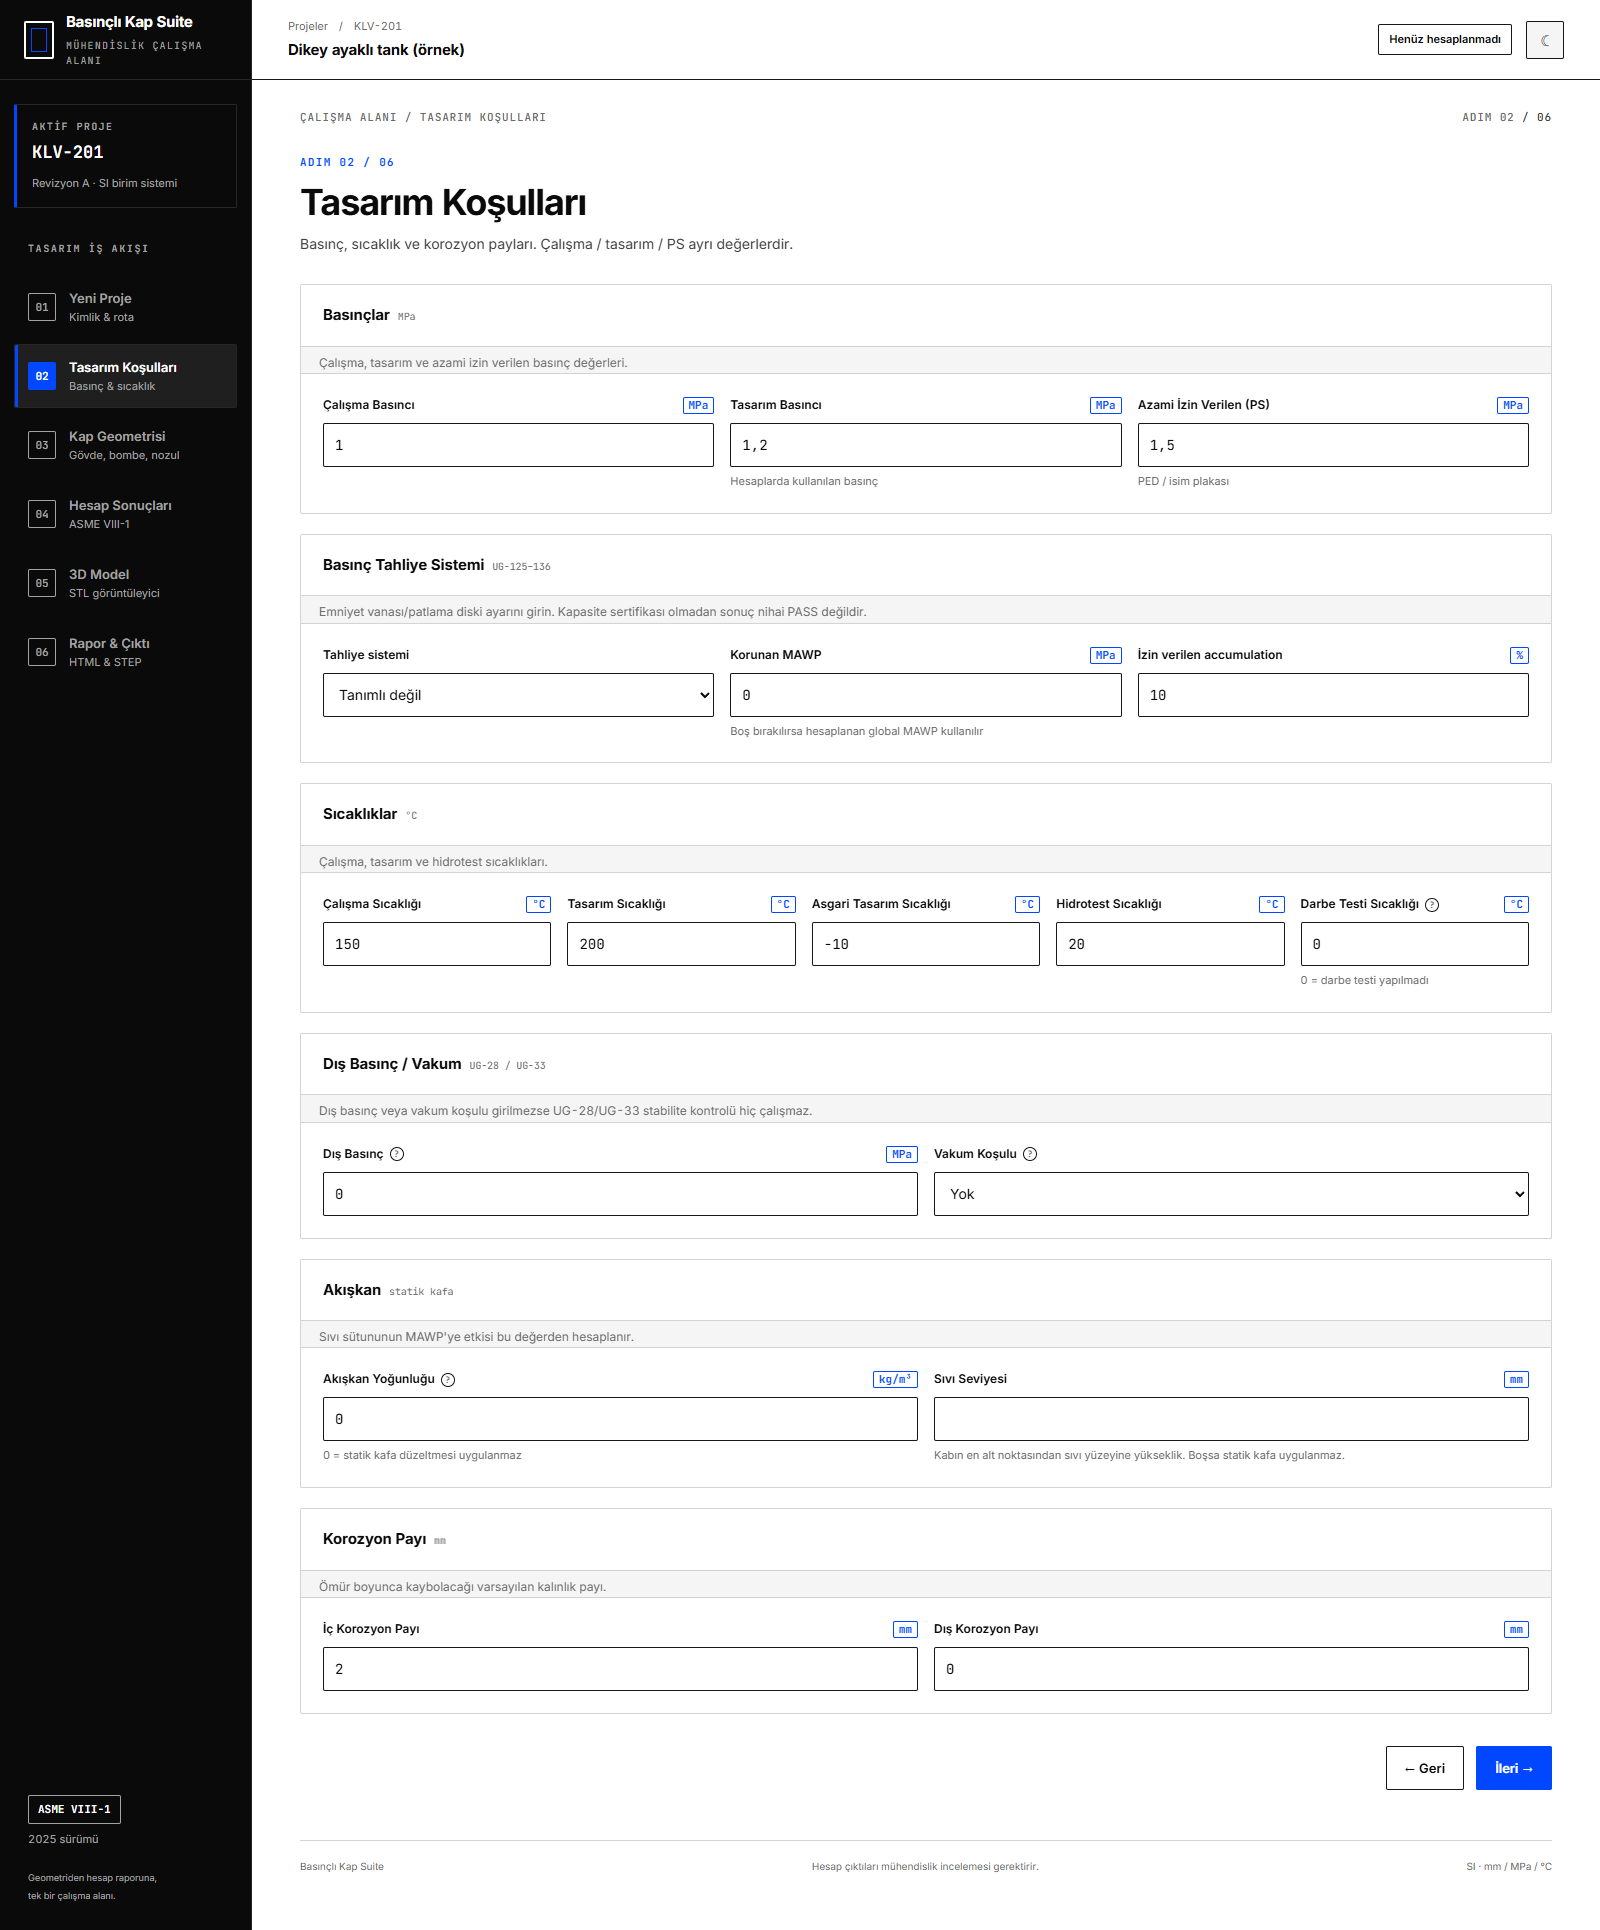 Basınçlı Kap Suite
MÜHENDİSLİK ÇALIŞMA
ALANI
AKTİF PROJE
KLV-201
Revizyon A · SI birim sistemi
TASARIM İŞ AKIŞI
01
Yeni Proje
Kimlik & rota
02
Tasarım Koşulları
Basınç & sıcaklık
03
Kap Geometrisi
Gövde, bombe, nozul
04
Hesap Sonuçları
ASME VIII-1
05
3D Model
STL görüntüleyici
06
Rapor & Çıktı
HTML & STEP
ASME VIII-1
2025 sürümü
Geometriden hesap raporuna,
tek bir çalışma alanı.
Projeler / KLV-201
Dikey ayaklı tank (örnek)
Henüz hesaplanmadı
ÇALIŞMA ALANI / TASARIM KOŞULLARI
ADIM 02 / 06
ADIM 02 / 06
Tasarım Koşulları
Basınç, sıcaklık ve korozyon payları. Çalışma / tasarım / PS ayrı değerlerdir.
Basınçlar MPa
Çalışma, tasarım ve azami izin verilen basınç değerleri.
Çalışma Basıncı MPa
1
Tasarım Basıncı MPa
1,2
Hesaplarda kullanılan basınç
Azami İzin Verilen (PS) MPa
1,5
PED / isim plakası
Basınç Tahliye Sistemi UG-125–136
Emniyet vanası/patlama diski ayarını girin. Kapasite sertifikası olmadan sonuç nihai PASS değildir.
Tahliye sistemi
Tanımlı değil
Korunan MAWP MPa
0
Boş bırakılırsa hesaplanan global MAWP kullanılır
İzin verilen accumulation %
10
Sıcaklıklar °C
Çalışma, tasarım ve hidrotest sıcaklıkları.
Çalışma Sıcaklığı °C
150
Tasarım Sıcaklığı °C
200
Asgari Tasarım Sıcaklığı °C
-10
Hidrotest Sıcaklığı °C
20
Darbe Testi Sıcaklığı ? °C
0
0 = darbe testi yapılmadı
Dış Basınç / Vakum UG-28 / UG-33
Dış basınç veya vakum koşulu girilmezse UG-28/UG-33 stabilite kontrolü hiç çalışmaz.
Dış Basınç ? MPa
0
Vakum Koşulu ?
Yok
Akışkan statik kafa
Sıvı sütununun MAWP'ye etkisi bu değerden hesaplanır.
Akışkan Yoğunluğu ? kg/m³
0
0 = statik kafa düzeltmesi uygulanmaz
Sıvı Seviyesi mm
Kabın en alt noktasından sıvı yüzeyine yükseklik. Boşsa statik kafa uygulanmaz.
Korozyon Payı mm
Ömür boyunca kaybolacağı varsayılan kalınlık payı.
İç Korozyon Payı mm
2
Dış Korozyon Payı mm
0
← Geri
İleri →
Basınçlı Kap Suite
Hesap çıktıları mühendislik incelemesi gerektirir.
SI · mm / MPa / °C